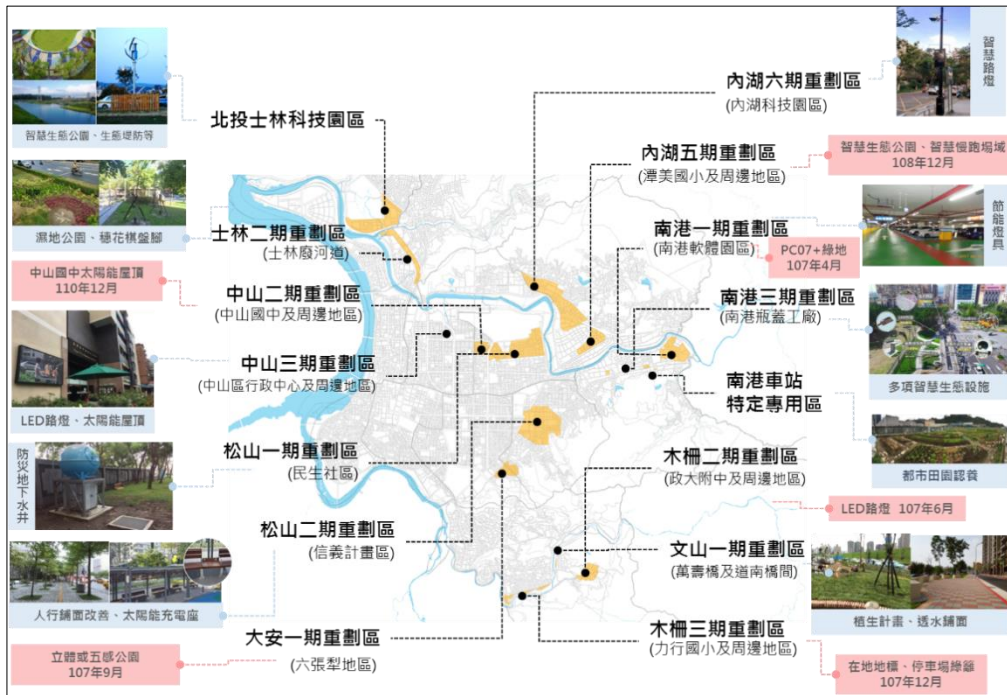 北投士林科技園區
智慧生態公園、生態堤防等
士林二期重劃區
(士林廢河道)
濕地公園、穗花棋盤腳
中山二期重劃區
(中山國中及周邊地區)
中山國中太陽能屋頂
110年12月
中山三期重劃區
(中山區行政中心及周邊地區)
LED路燈、太陽能屋頂
松山一期重劃區
(民生社區)
防災地下水井
松山二期重劃區
(信義計畫區)
人行鋪面改善、太陽能充電座
大安一期重劃區
(六張犁地區)
立體或五感公園
107年9月
內湖六期重劃區
(內湖科技園區)
智慧路燈
內湖五期重劃區
(潭美國小及周邊地區)
智慧生態公園、智慧慢跑場域
108年12月
南港一期重劃區
(南港軟體園區)
節能燈具
PC07+綠地
107年4月
南港三期重劃區
(南港瓶蓋工廠)
多項智慧生態設施
南港車站
特定專用區
都市田園認養
木柵二期重劃區
(政大附中及周邊地區)
LED路燈 107年6月
文山一期重劃區
(萬壽橋及道南橋間)
植生計畫、透水鋪面
木柵三期重劃區
(力行國小及周邊地區)
在地地標、停車場綠籬
107年12月